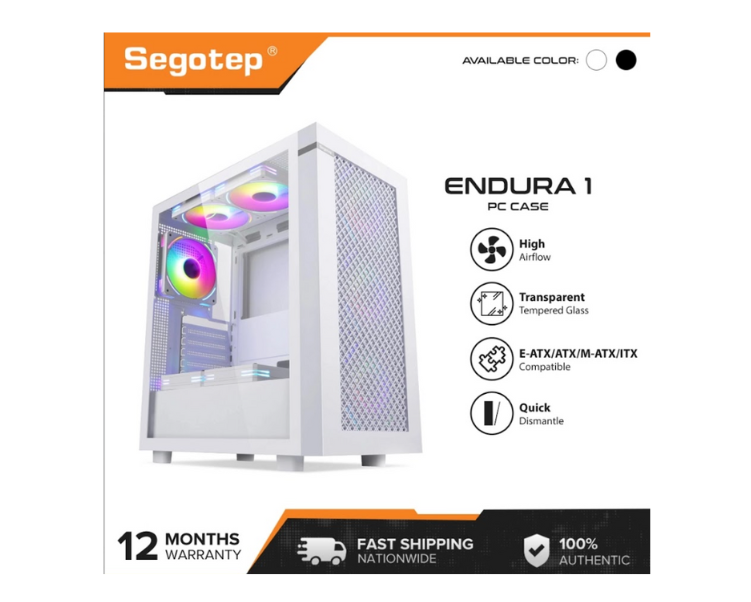 Segotep®
AVAILABLE COLOR:
ENDURA 1
PC CASE
High
Airflow
Transparent
Tempered Glass
E-ATX/ATX/M-ATX/ITX
Compatible
Quick
Dismantle
12 MONTHS
WARRANTY
FAST SHIPPING
NATIONWIDE
100%
AUTHENTIC